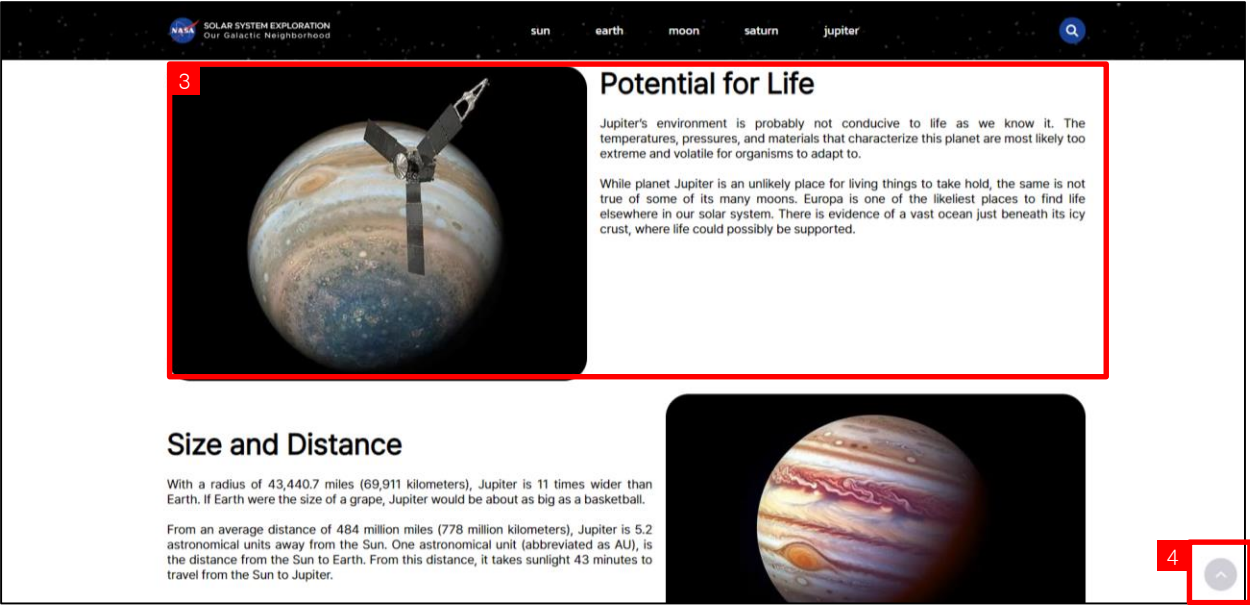 NASA
SOLAR SYSTEM EXPLORATION
Our Galactic Neighborhood
sun
earth
moon
saturn
jupiter
3
Potential for Life
Jupiter's environment is probably not conducive to life as we know it. The
temperatures, pressures, and materials that characterize this planet are most likely too
extreme and volatile for organisms to adapt to.
While planet Jupiter is an unlikely place for living things to take hold, the same is not
true of some of its many moons. Europa is one of the likeliest places to find life
elsewhere in our solar system. There is evidence of a vast ocean just beneath its icy
crust, where life could possibly be supported.
Size and Distance
With a radius of 43,440.7 miles (69,911 kilometers), Jupiter is 11 times wider than
Earth. If Earth were the size of a grape, Jupiter would be about as big as a basketball.
From an average distance of 484 million miles (778 million kilometers), Jupiter is 5.2
astronomical units away from the Sun. One astronomical unit (abbreviated as AU), is
the distance from the Sun to Earth. From this distance, it takes sunlight 43 minutes to
travel from the Sun to Jupiter.
4